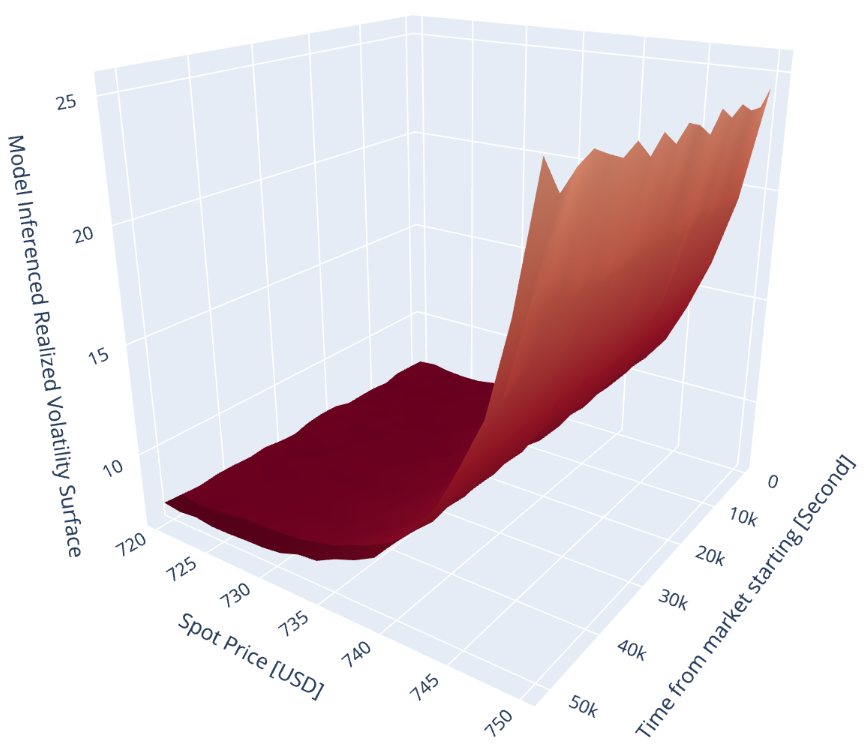 25
20
15
10
Model Inferenced Realized Volatility Surface
720
725
730
735
740
745
750
Spot Price [USD]
0
10k
20k
30k
40k
50k
Time from market starting [Second]